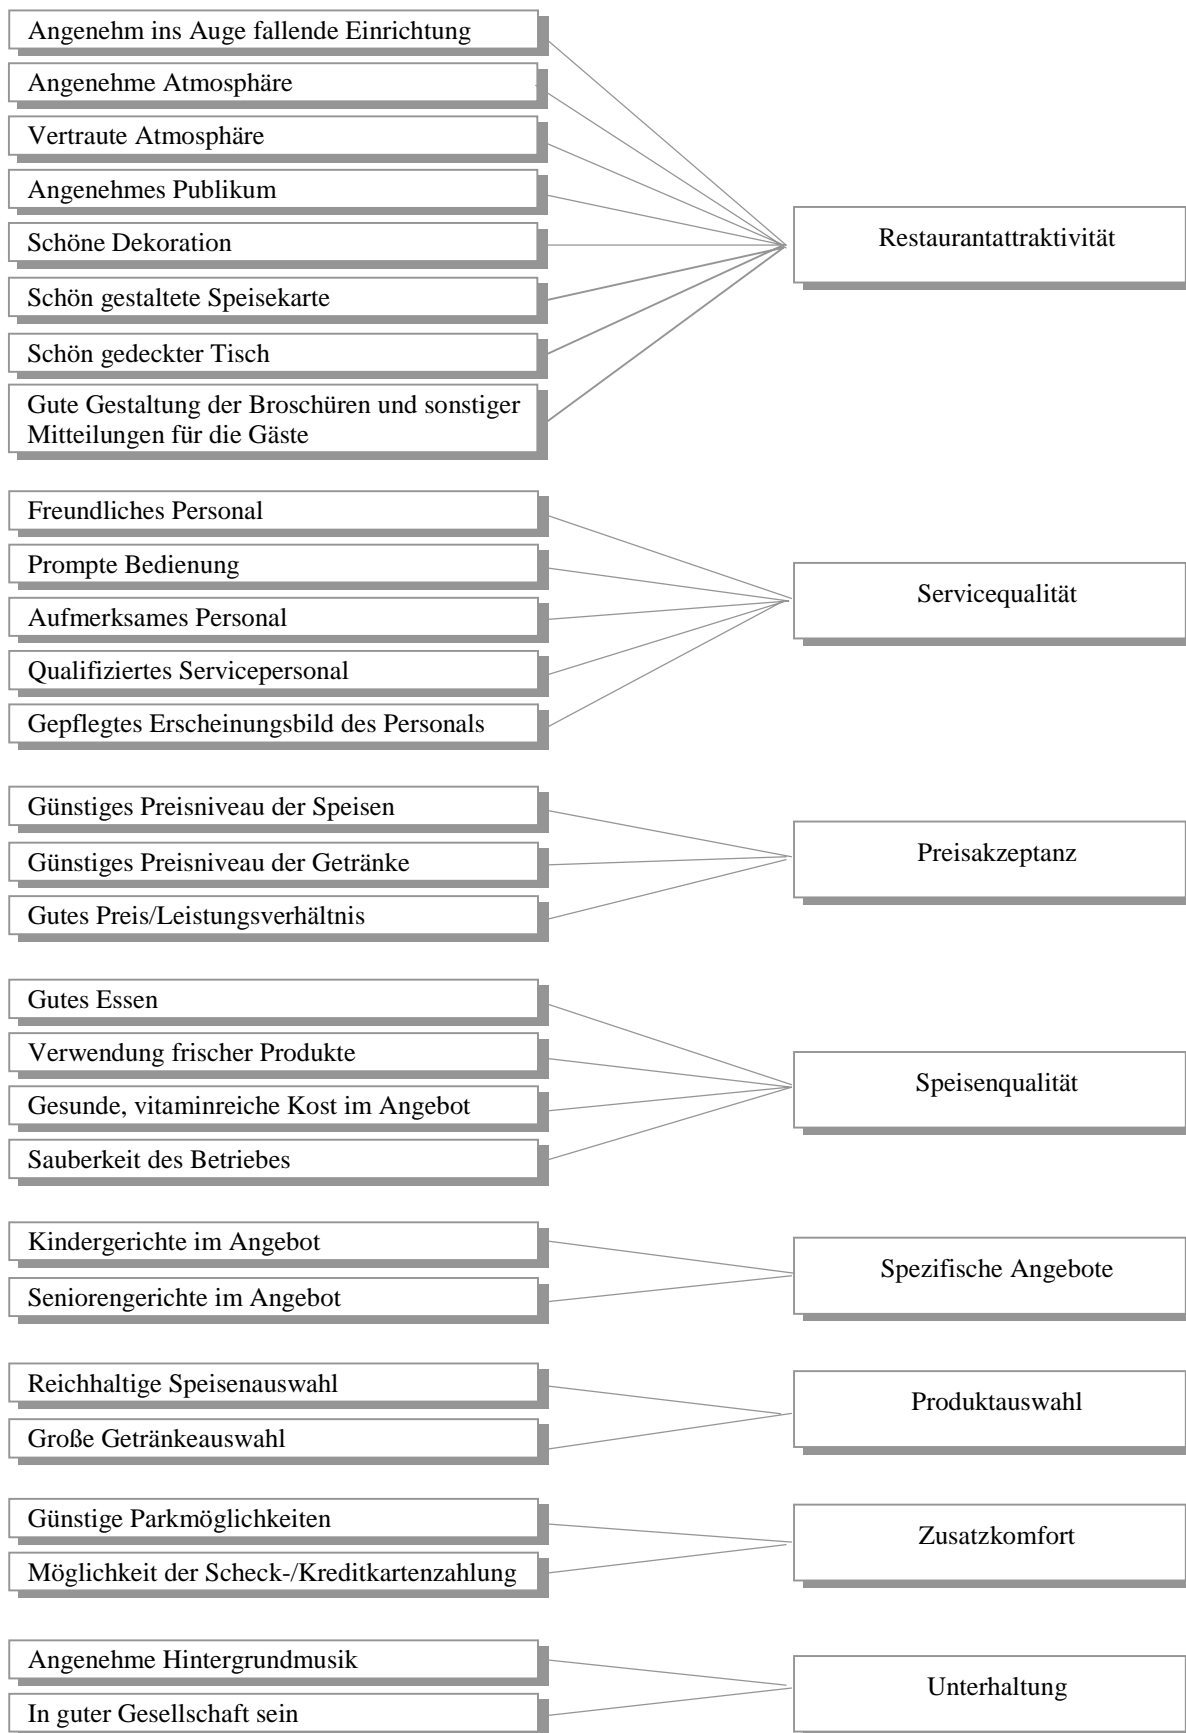 Angenehm ins Auge fallende Einrichtung
Angenehme Atmosphäre
Vertraute Atmosphäre
Angenehmes Publikum
Schöne Dekoration
Schön gestaltete Speisekarte
Schön gedeckter Tisch
Gute Gestaltung der Broschüren und sonstiger
Mitteilungen für die Gäste
Restaurantattraktivität
Freundliches Personal
Prompte Bedienung
Aufmerksames Personal
Qualifiziertes Servicepersonal
Gepflegtes Erscheinungsbild des Personals
Servicequalität
Günstiges Preisniveau der Speisen
Günstiges Preisniveau der Getränke
Gutes Preis/Leistungsverhältnis
Preisakzeptanz
Gutes Essen
Verwendung frischer Produkte
Gesunde, vitaminreiche Kost im Angebot
Sauberkeit des Betriebes
Speisenqualität
Kindergerichte im Angebot
Seniorengerichte im Angebot
Spezifische Angebote
Reichhaltige Speisenauswahl
Große Getränkeauswahl
Produktauswahl
Günstige Parkmöglichkeiten
Möglichkeit der Scheck-/Kreditkartenzahlung
Zusatzkomfort
Angenehme Hintergrundmusik
In guter Gesellschaft sein
Unterhaltung